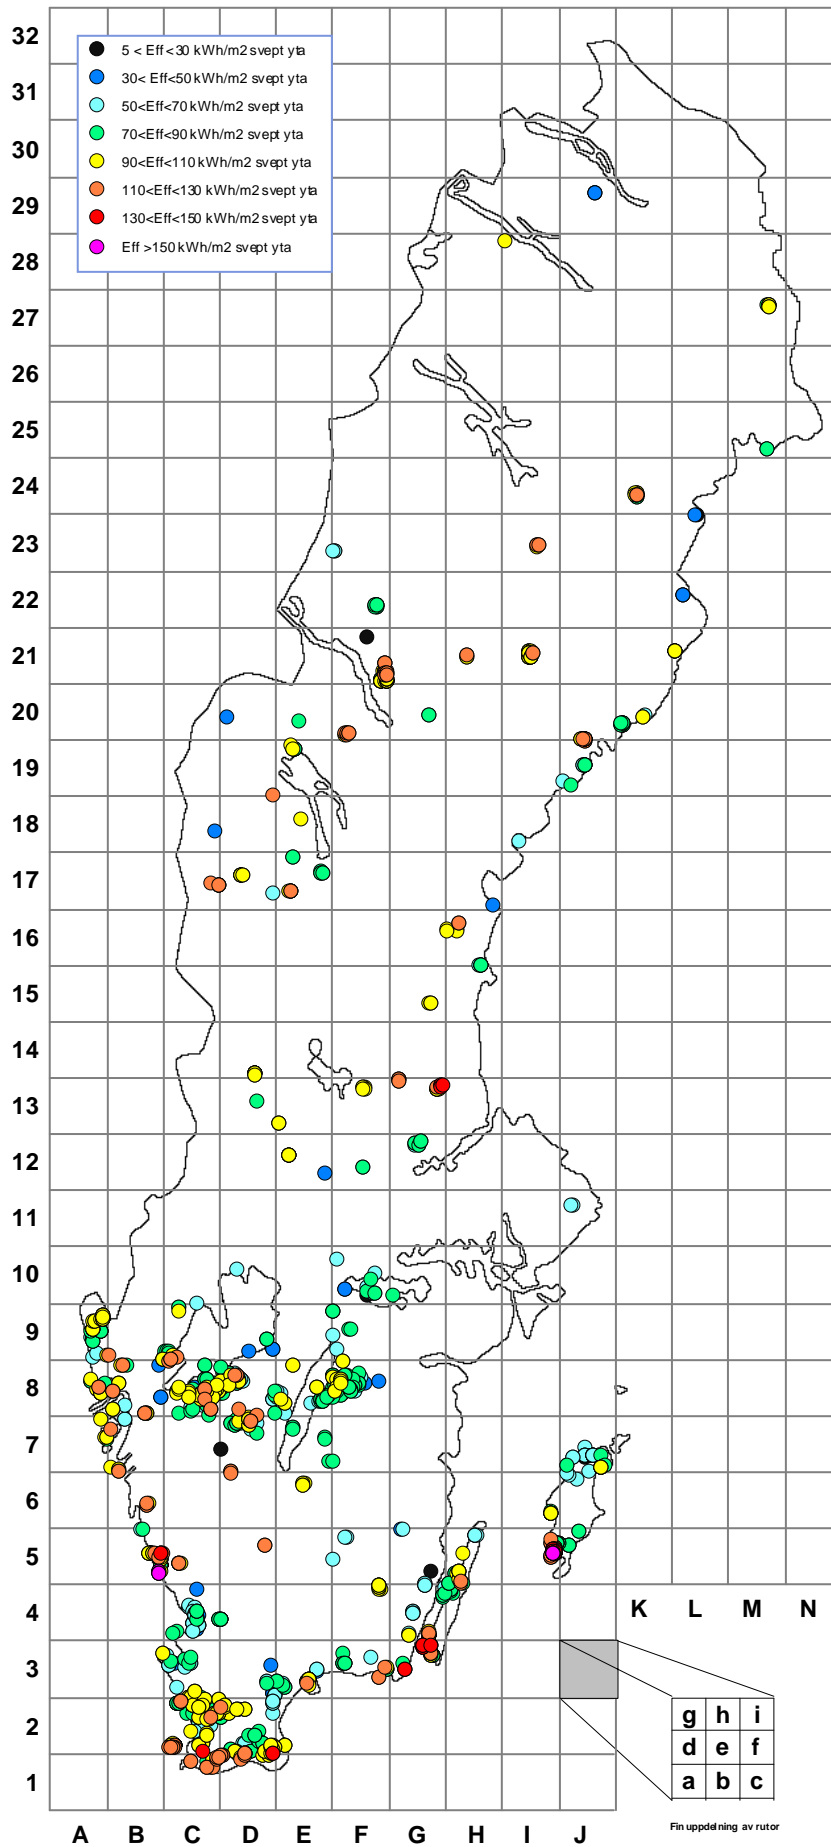 32
5 < Eff<30 kWh/m2 svept yta
30< Eff<50 kWh/m2 svept yta
50<Eff<70 kWh/m2 svept yta
70<Eff<90 kWh/m2 svept yta
90<Eff<110 kWh/m2 svept yta
110<Eff<130 kWh/m2 svept yta
130<Eff<150 kWh/m2 svept yta
Eff >150 kWh/m2 svept yta
31
30
29
28
27
26
25
24
23
22
21
20
19
18
17
16
15
14
13
12
11
10
9
8
7
6
5
4
K L M N
3
2
1
g h i
d e f
a b c
Fin uppdelning av rutor
A B C D E F G H I J